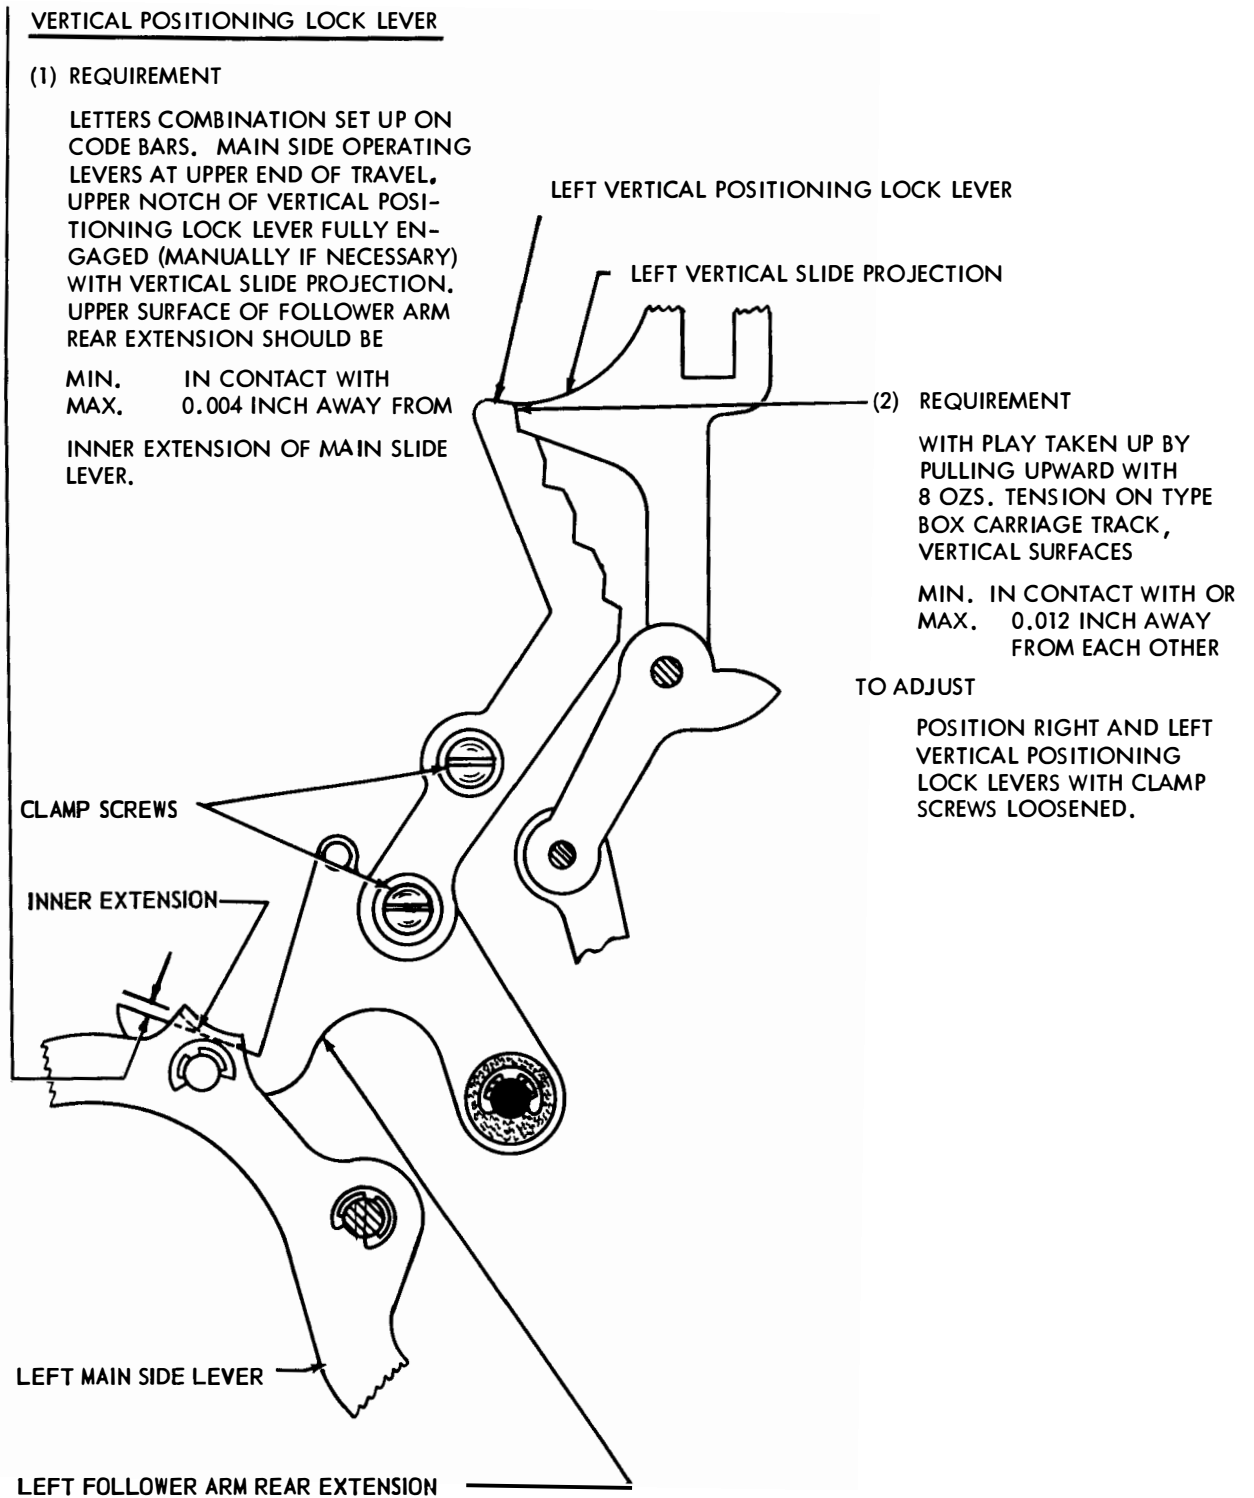 VERTICAL POSITIONING LOCK LEVER
(1) REQUIREMENT
LETTERS COMBINATION SET UP ON
CODE BARS. MAIN SIDE OPERATING
LEVERS AT UPPER END OF TRAVEL.
UPPER NOTCH OF VERTICAL POSI-
TIONING LOCK LEVER FULLY EN-
GAGED (MANUALLY IF NECESSARY)
WITH VERTICAL SLIDE PROJECTION.
UPPER SURFACE OF FOLLOWER ARM
REAR EXTENSION SHOULD BE
MIN. IN CONTACT WITH
MAX. 0.004 INCH AWAY FROM
INNER EXTENSION OF MAIN SLIDE
LEVER.
LEFT VERTICAL POSITIONING LOCK LEVER
LEFT VERTICAL SLIDE PROJECTION
(2) REQUIREMENT
WITH PLAY TAKEN UP BY
PULLING UPWARD WITH
8 OZS. TENSION ON TYPE
BOX CARRIAGE TRACK,
VERTICAL SURFACES
MIN. IN CONTACT WITH OR
MAX. 0.012 INCH AWAY
FROM EACH OTHER
TO ADJUST
POSITION RIGHT AND LEFT
VERTICAL POSITIONING
LOCK LEVERS WITH CLAMP
SCREWS LOOSENED.
CLAMP SCREWS
INNER EXTENSION
LEFT MAIN SIDE LEVER
LEFT FOLLOWER ARM REAR EXTENSION